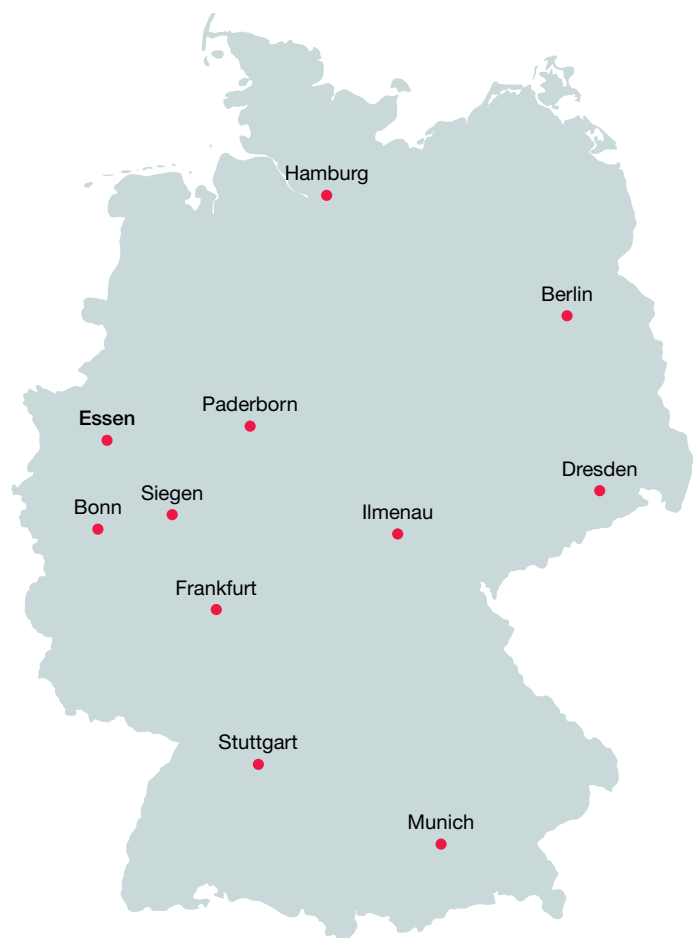 Hamburg
Berlin
Paderborn
Essen
Dresden
Siegen
Bonn
Ilmenau
Frankfurt
Stuttgart
Munich